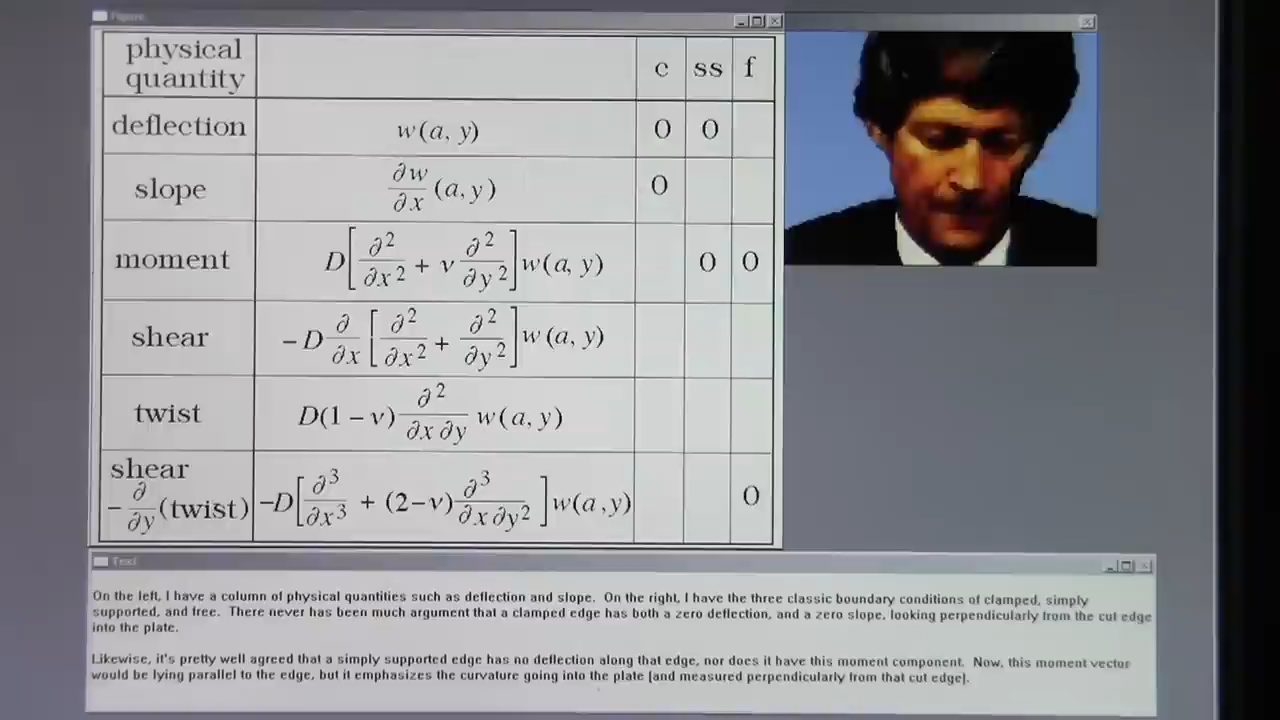 Figure
physical quantity c ss f
deflection w(a, y) 0 0
slope ∂w/∂x (a, y) 0
moment D[∂²/∂x² + ν ∂²/∂y²]w(a, y) 0 0
shear −D ∂/∂x [∂²/∂x² + ∂²/∂y²]w(a, y)
twist D(1 − ν) ∂²/∂x ∂y w(a, y)
shear − ∂/∂y (twist) −D[∂³/∂x³ + (2−ν) ∂³/∂x ∂y²]w(a, y) 0
Text
On the left, I have a column of physical quantities such as deflection and slope. On the right, I have the three classic boundary conditions of clamped, simply
supported, and free. There never has been much argument that a clamped edge has both a zero deflection, and a zero slope, looking perpendicularly from the cut edge
into the plate.
Likewise, it's pretty well agreed that a simply supported edge has no deflection along that edge, nor does it have this moment component. Now, this moment vector
would be lying parallel to the edge, but it emphasizes the curvature going into the plate (and measured perpendicularly from that cut edge).